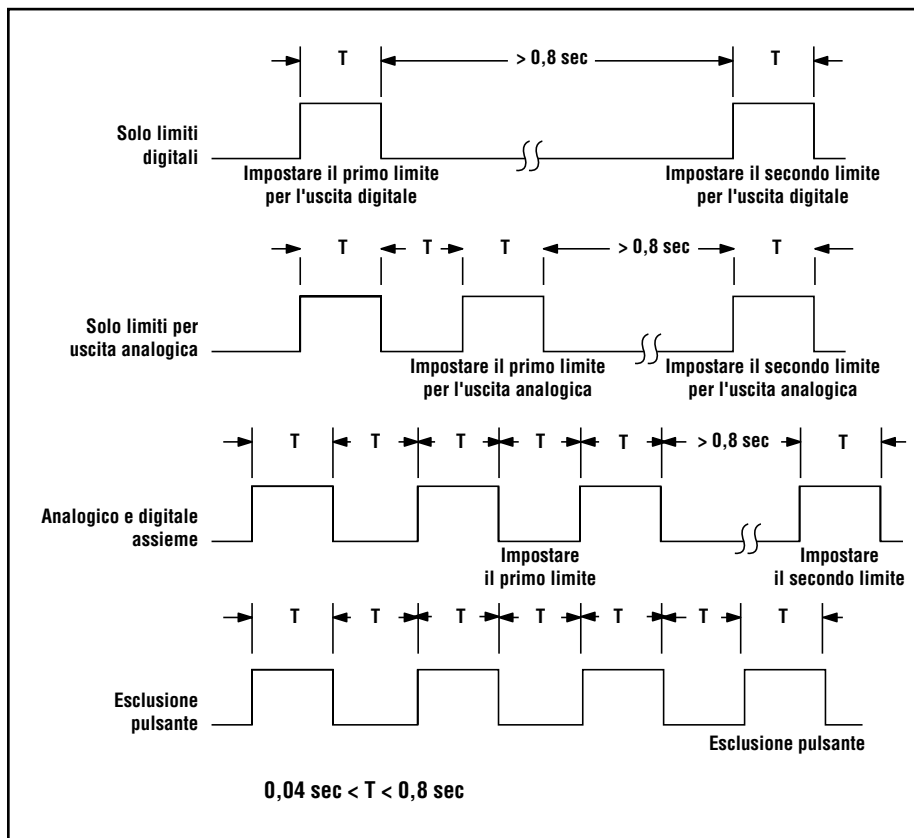 T > 0,8 sec T
Solo limiti
digitali
Impostare il primo limite
per l'uscita digitale
Impostare il secondo limite
per l'uscita digitale
T T T > 0,8 sec T
Solo limiti per
uscita analogica
Impostare il primo limite
per l'uscita analogica
Impostare il secondo limite
per l'uscita analogica
T T T T T > 0,8 sec T
Analogico e digitale
assieme
Impostare
il primo limite
Impostare
il secondo limite
T T T T T T T
Esclusione
pulsante
Esclusione pulsante
0,04 sec < T < 0,8 sec